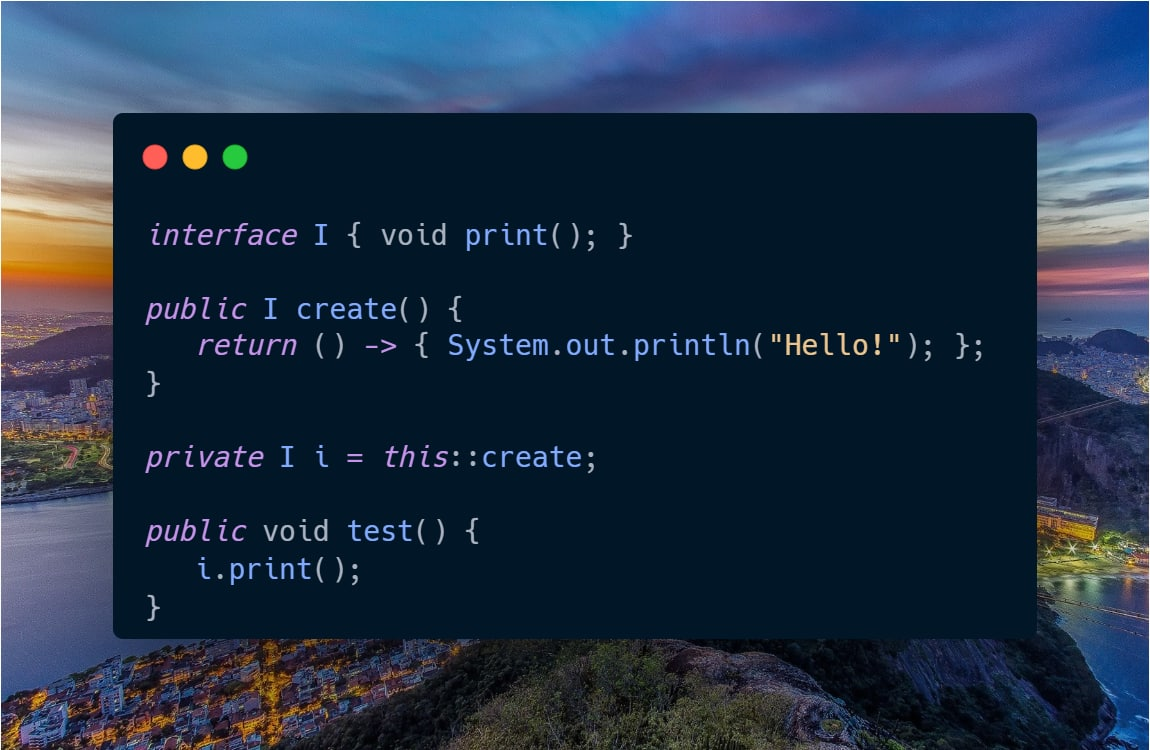 interface I { void print(); }
public I create() {
return () -> { System.out.println("Hello!"); };
}
private I i = this::create;
public void test() {
i.print();
}